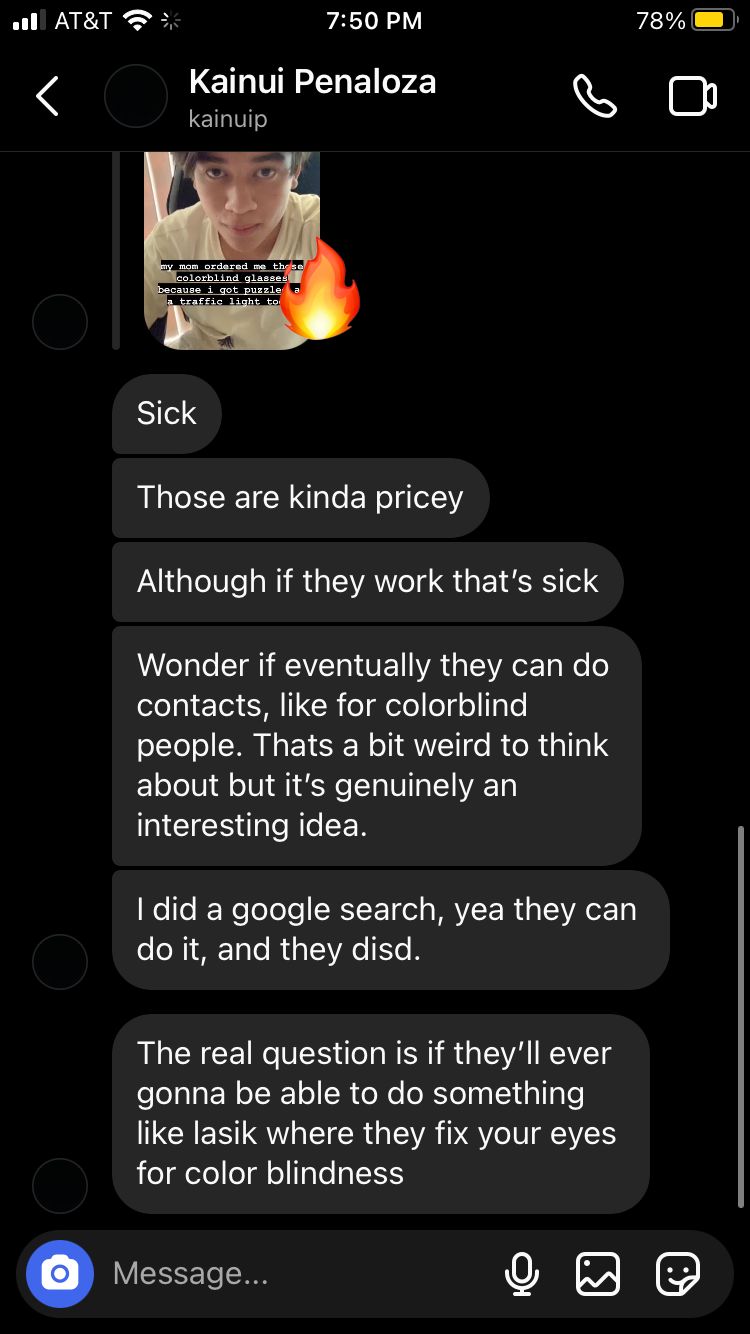 AT&T 7:50 PM 78%
Kainui Penaloza
kainuip
my mom ordered me these
colorblind glasses
because i got puzzled
a traffic light
Sick
Those are kinda pricey
Although if they work that’s sick
Wonder if eventually they can do
contacts, like for colorblind
people. Thats a bit weird to think
about but it’s genuinely an
interesting idea.
I did a google search, yea they can
do it, and they disd.
The real question is if they’ll ever
gonna be able to do something
like lasik where they fix your eyes
for color blindness
Message...